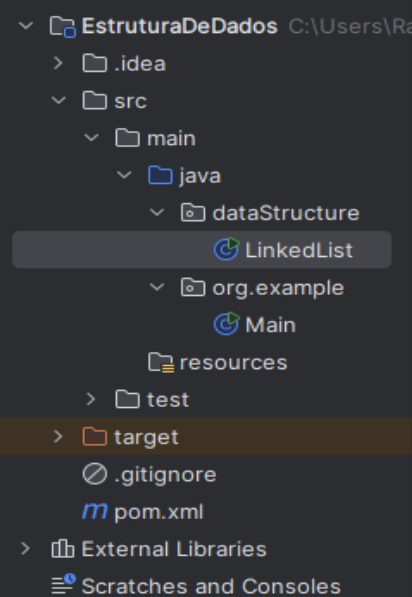 EstruturaDeDados C:\Users\Ra
.idea
src
main
java
dataStructure
LinkedList
org.example
Main
resources
test
target
.gitignore
pom.xml
External Libraries
Scratches and Consoles